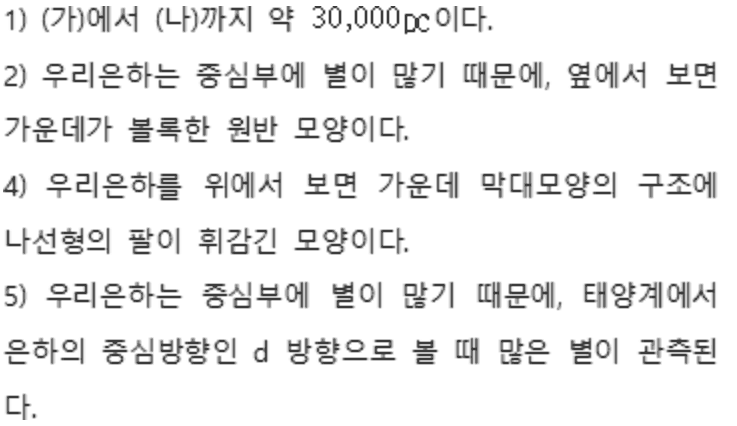 1) (가)에서 (나)까지 약 30,000pc이다.
2) 우리은하는 중심부에 별이 많기 때문에, 옆에서 보면
가운데가 볼록한 원반 모양이다.
4) 우리은하를 위에서 보면 가운데 막대모양의 구조에
나선형의 팔이 휘감긴 모양이다.
5) 우리은하는 중심부에 별이 많기 때문에, 태양계에서
은하의 중심방향인 d 방향으로 볼 때 많은 별이 관측된
다.